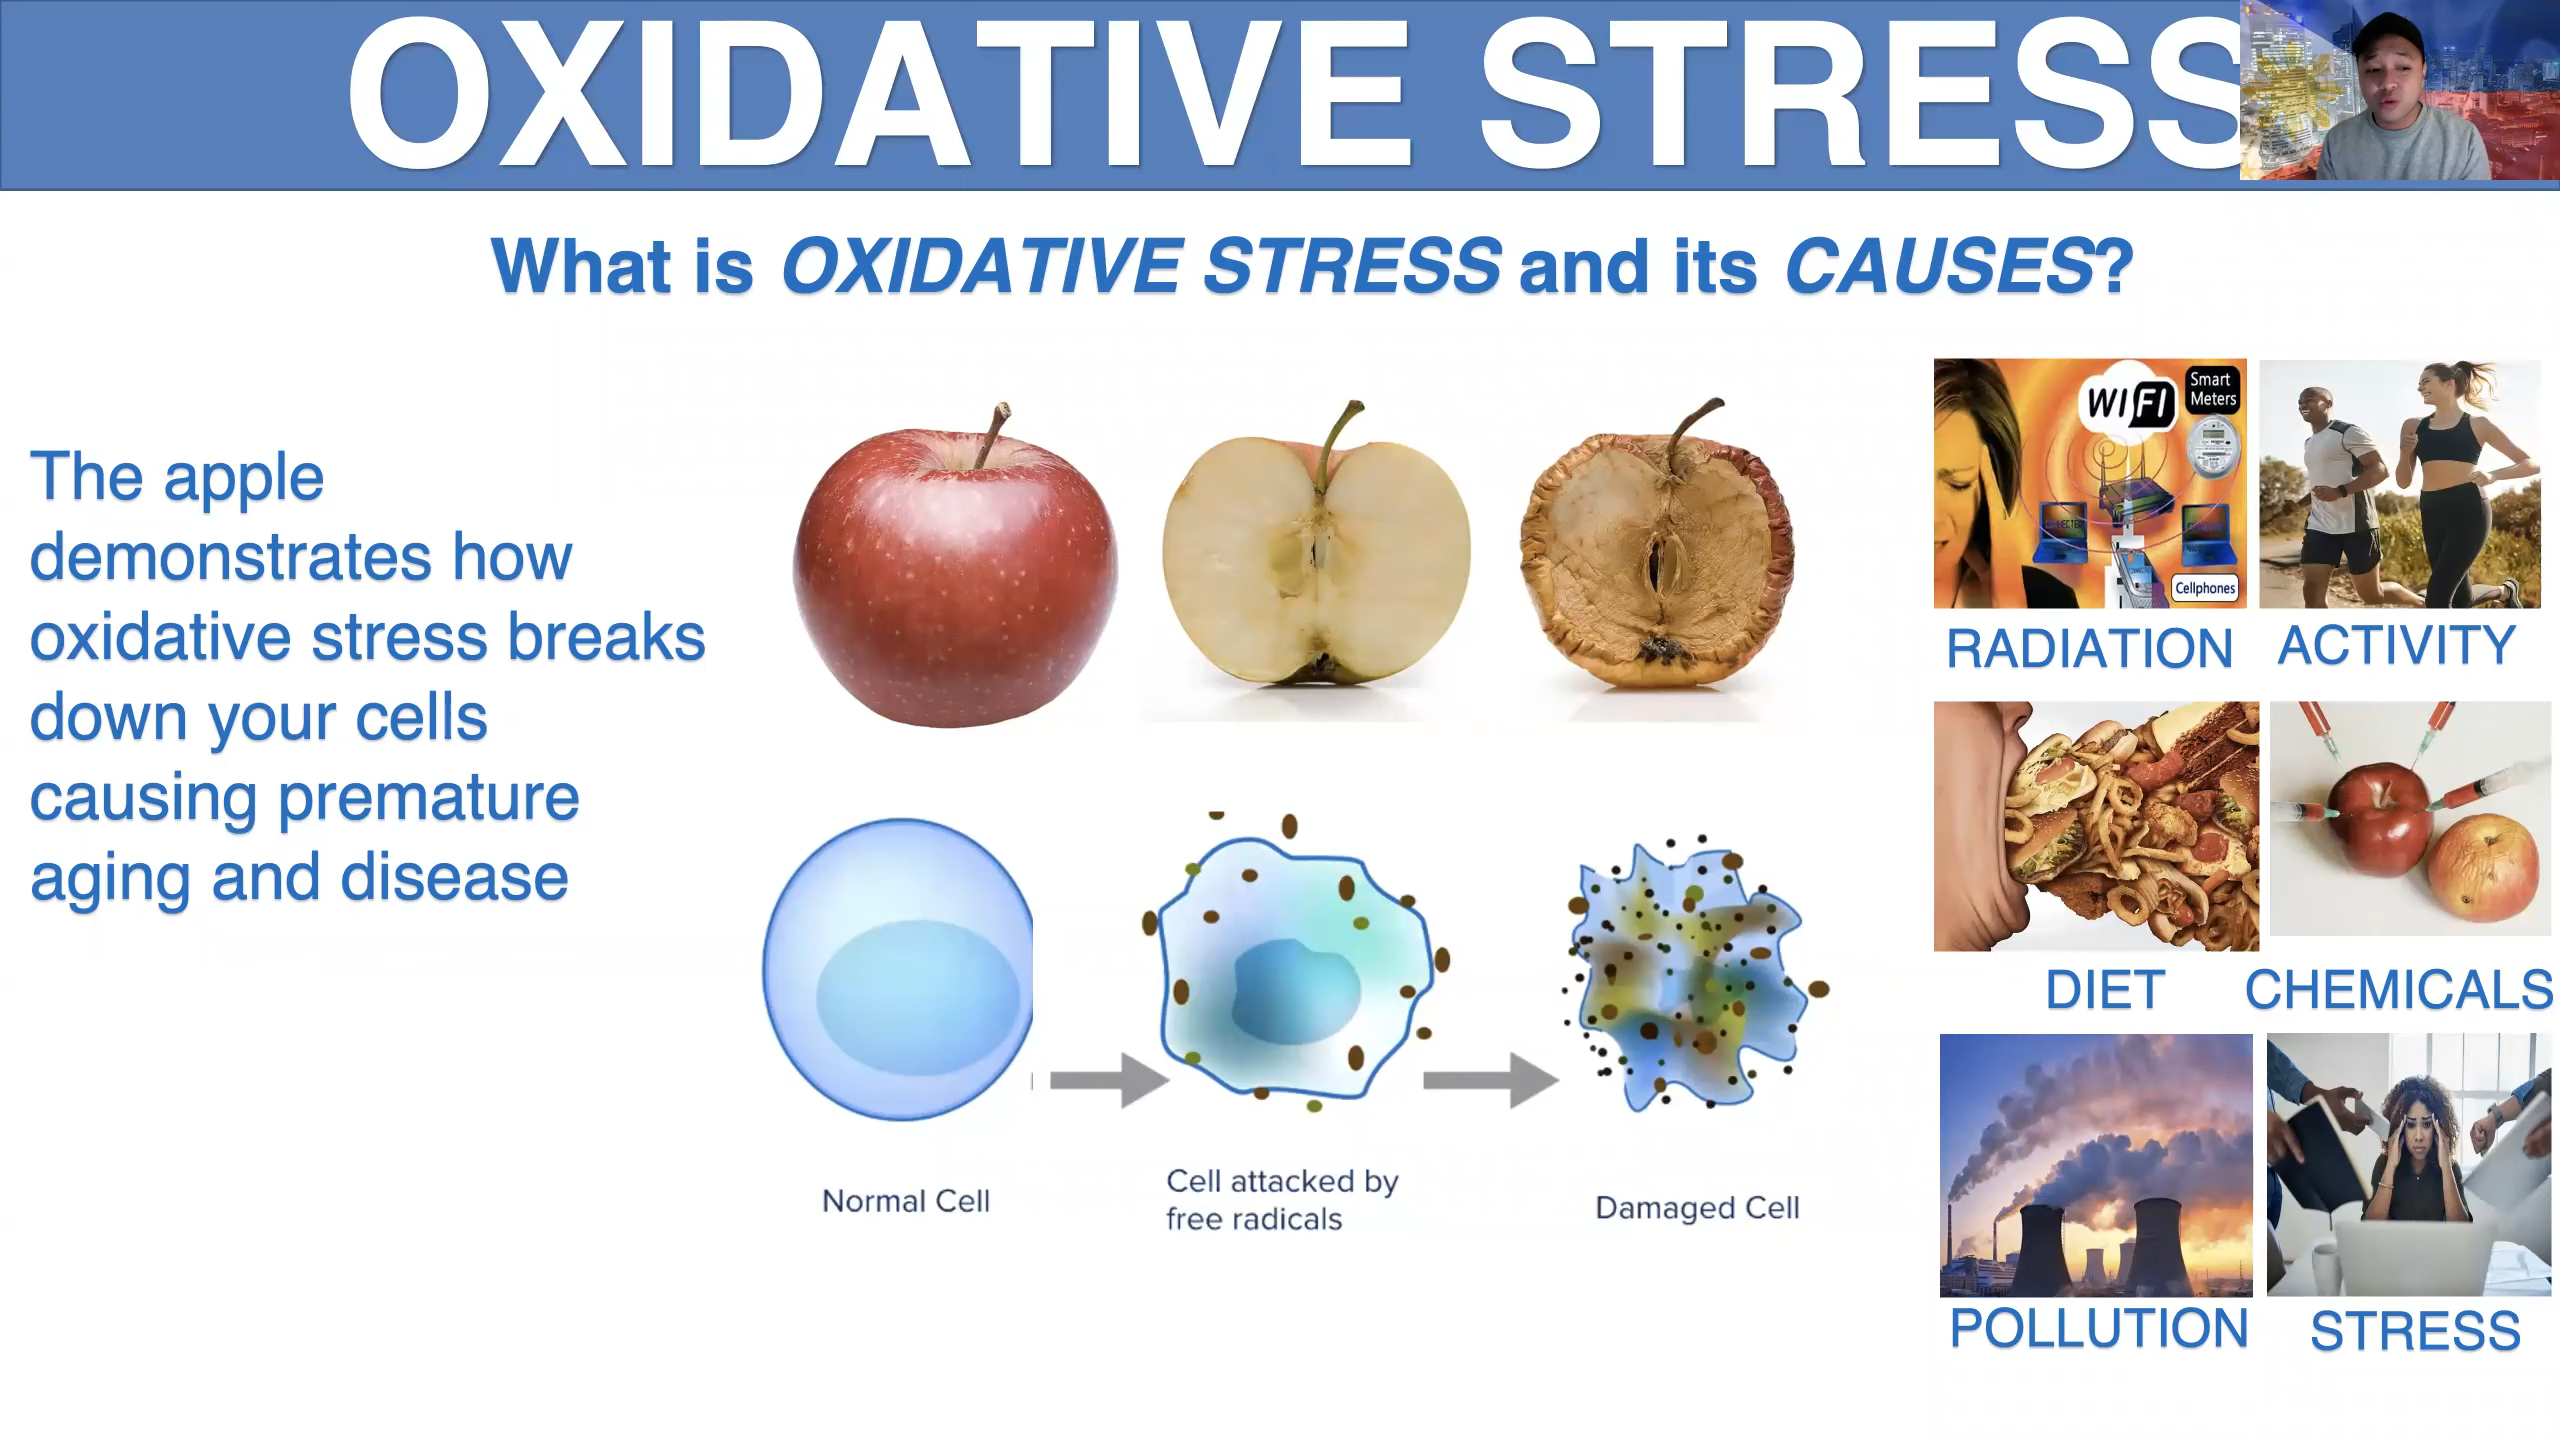 OXIDATIVE STRESS
What is OXIDATIVE STRESS and its CAUSES?
The apple
demonstrates how
oxidative stress breaks
down your cells
causing premature
aging and disease
Normal Cell
Cell attacked by
free radicals
Damaged Cell
WIFI
Smart
Meters
Cellphones
RADIATION
ACTIVITY
DIET
CHEMICALS
POLLUTION
STRESS